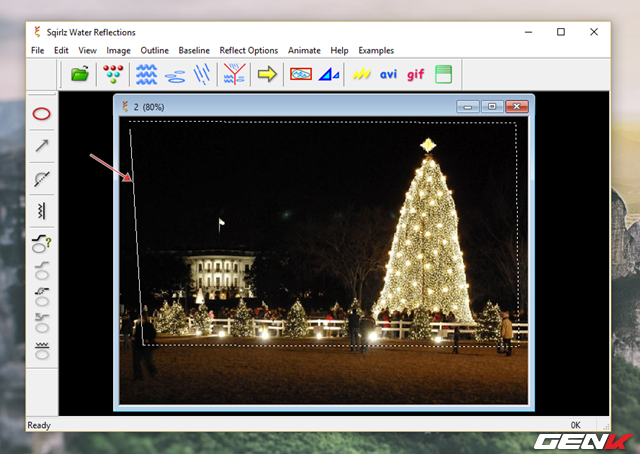 Sqirlz Water Reflections
File Edit View Image Outline Baseline Reflect Options Animate Help Examples
avi gif
2 (80%)
?
Ready 0K
GENK